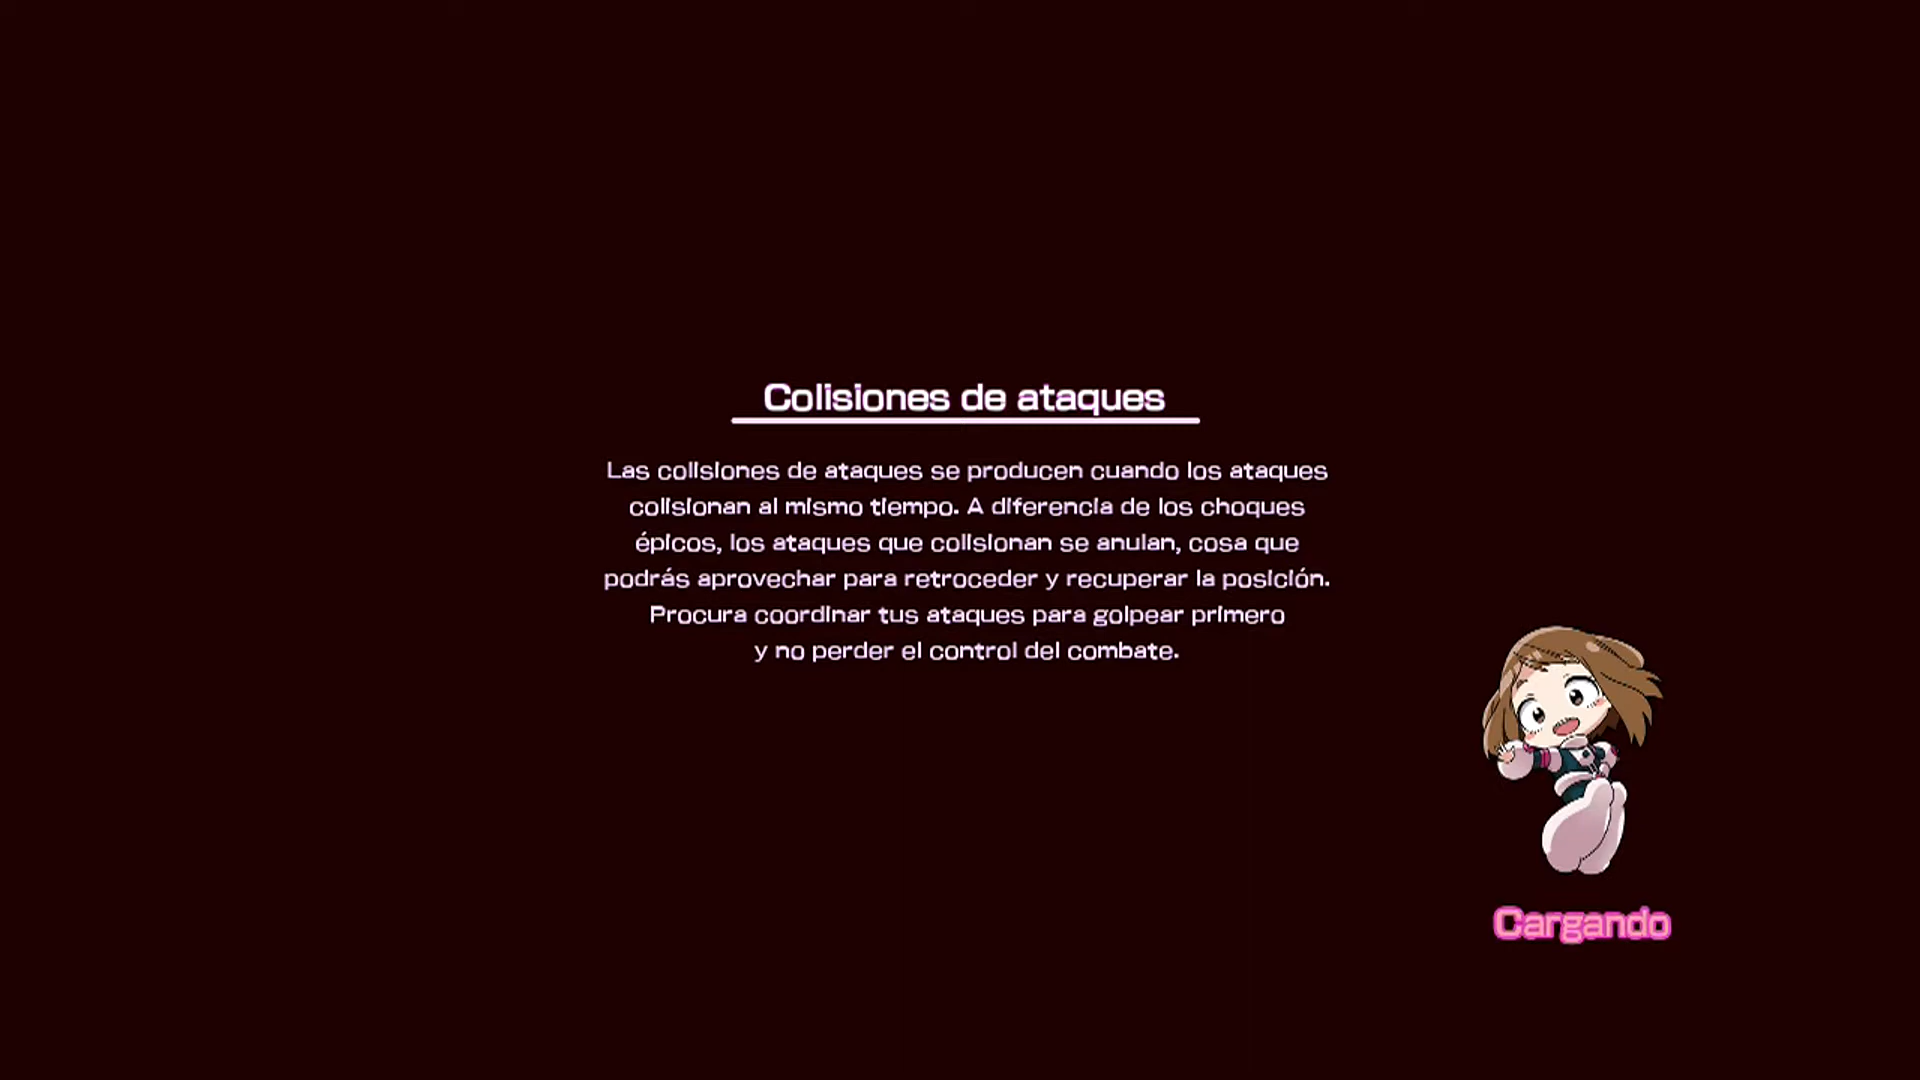 Colisiones de ataques
Las colisiones de ataques se producen cuando los ataques
colisionan al mismo tiempo. A diferencia de los choques
épicos, los ataques que colisionan se anulan, cosa que
podrás aprovechar para retroceder y recuperar la posición.
Procura coordinar tus ataques para golpear primero
y no perder el control del combate.
Cargando